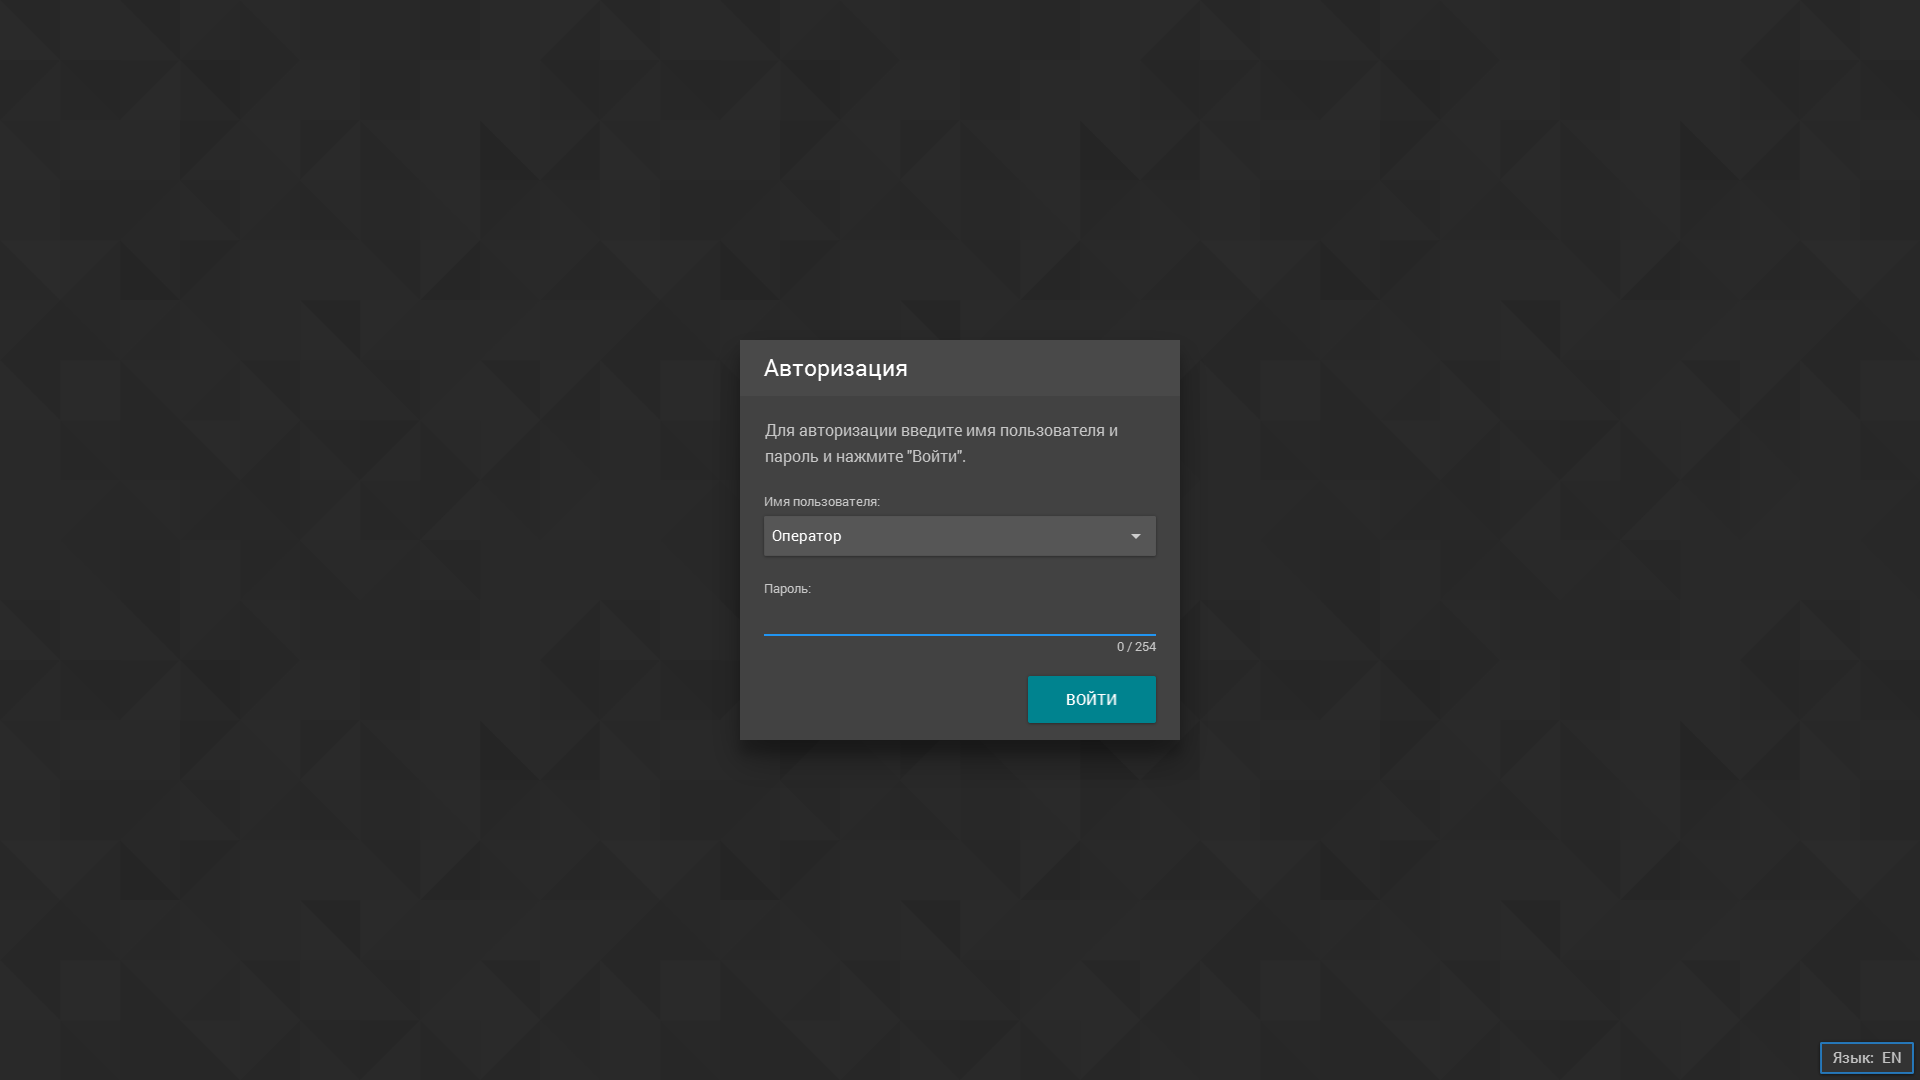 Авторизация
Для авторизации введите имя пользователя и
пароль и нажмите "Войти".
Имя пользователя:
Оператор
Пароль:
0 / 254
ВОЙТИ
Язык: EN